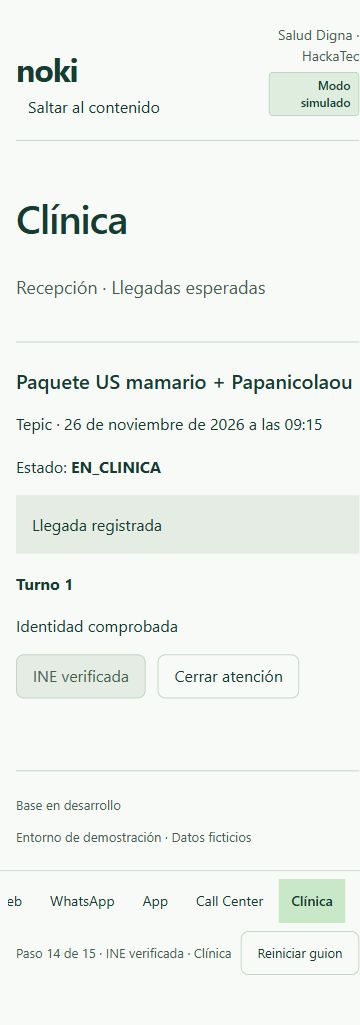 Salud Digna ·
HackaTec
noki
Modo
simulado
Saltar al contenido
Clínica
Recepción · Llegadas esperadas
Paquete US mamario + Papanicolaou
Tepic · 26 de noviembre de 2026 a las 09:15
Estado: EN_CLINICA
Llegada registrada
Turno 1
Identidad comprobada
INE verificada
Cerrar atención
Base en desarrollo
Entorno de demostración · Datos ficticios
eb WhatsApp App Call Center Clínica
Paso 14 de 15 · INE verificada · Clínica
Reiniciar guion